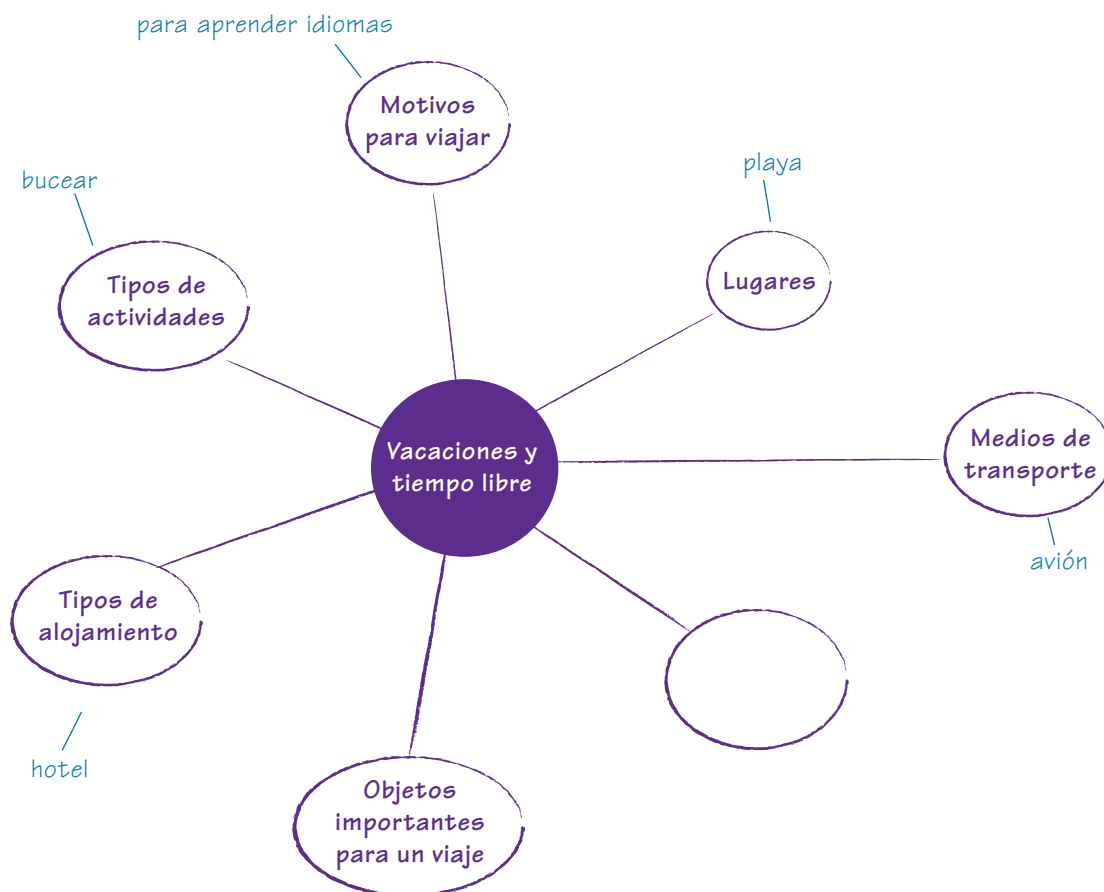 para aprender idiomas
Motivos
para viajar
playa
bucear
Lugares
Tipos de
actividades
Vacaciones y
tiempo libre
Medios de
transporte
avión
Tipos de
alojamiento
hotel
Objetos
importantes
para un viaje